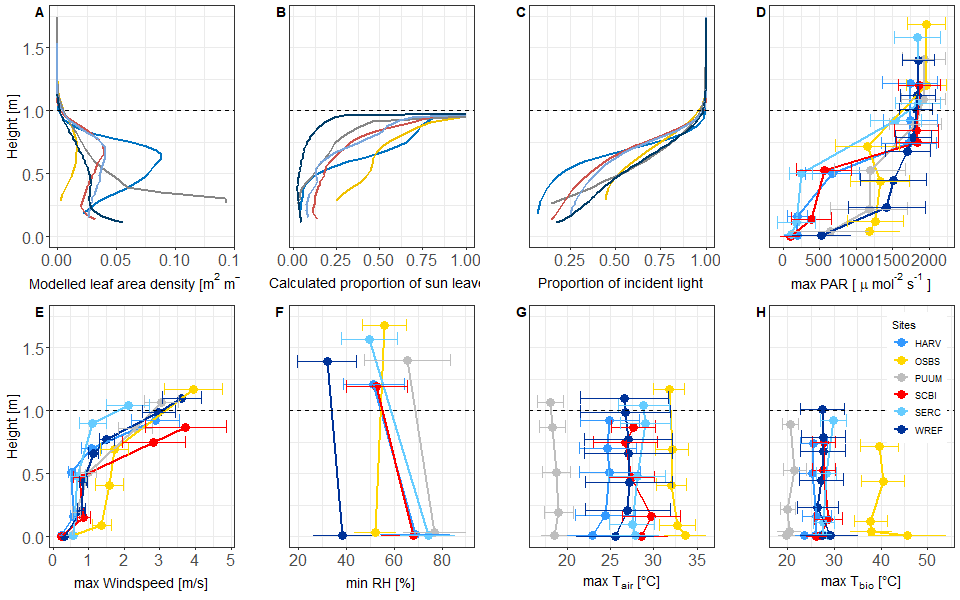 A
B
C
D
Height [m]
1.5
1.0
0.5
0.0
0.00 0.05 0.10 0.1
0.00 0.25 0.50 0.75 1.00
0.25 0.50 0.75 1.00
0 500 1000 1500 2000
Modelled leaf area density [m2 m
Calculated proportion of sun leave
Proportion of incident light
max PAR [ μ mol-2 s-1 ]
E
F
G
H
Height [m]
1.5
1.0
0.5
0.0
Sites
HARV
OSBS
PUUM
SCBI
SERC
WREF
0 1 2 3 4 5
20 40 60 80
20 25 30 35
20 30 40 50
max Windspeed [m/s]
min RH [%]
max Tair [°C]
max Tbio [°C]